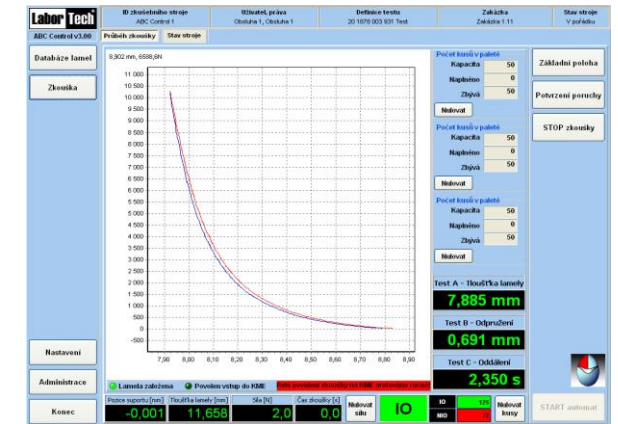 Labor Tech
ID zkušebního stroje
ABC Control 1
Uživatel, práva
Obsluha 1, Obsluha 1
Definice testu
20 1878 003 931 Test
Zakázka
Zakázka 1.11
Stav stroje
V pořádku
ABC Control v3.00
Průběh zkoušky
Stav stroje
Databáze lamel
Zkouška
Nastavení
Administrace
Konec
8,902 mm, 6588,6N
11 000
10 500
10 000
9 500
9 000
8 500
8 000
7 500
7 000
6 500
6 000
5 500
5 000
4 500
4 000
3 500
3 000
2 500
2 000
1 500
1 000
500
0
-500
7,90
8,00
8,10
8,20
8,30
8,40
8,50
8,60
8,70
8,80
8,90
Lamela založena
Povolen vstup do KME
Počet kusů v paletě
Kapacita 50
Naplněno 0
Zbývá 50
Nulovat
Počet kusů v paletě
Kapacita 50
Naplněno 0
Zbývá 50
Nulovat
Počet kusů v paletě
Kapacita 50
Naplněno 0
Zbývá 50
Nulovat
Test A - Tloušťka lamely
7,885 mm
Test B - Odpružení
0,691 mm
Test C - Oddálení
2,350 s
Základní poloha
Potvrzení poruchy
STOP zkoušky
START automat
Pozice suportu [mm]
-0,001
Tloušťka lamely [mm]
11,658
Síla [N]
2,0
Čas zkoušky [s]
0,0
Nulovat
sílu
IO
IO
NIO
Nulovat
kusy